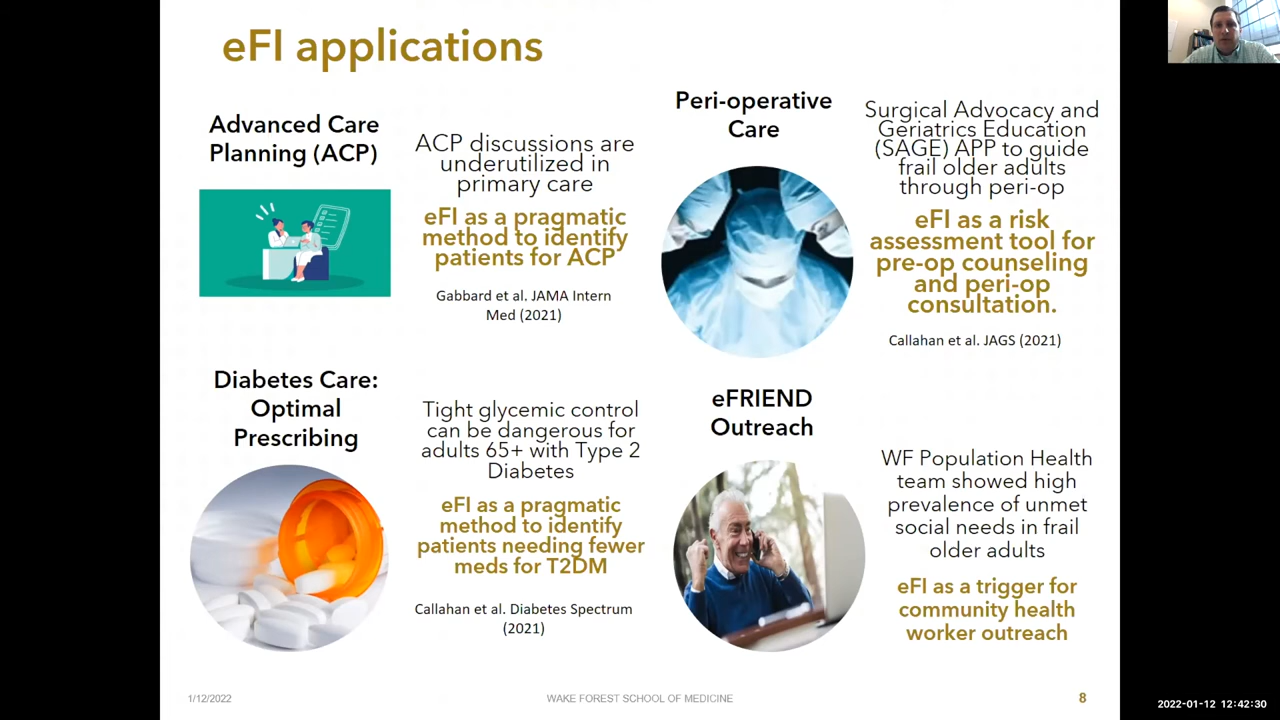 eFI applications
Advanced Care
Planning (ACP)
ACP discussions are
underutilized in
primary care
eFI as a pragmatic
method to identify
patients for ACP
Gabbard et al. JAMA Intern
Med (2021)
Peri-operative
Care
Surgical Advocacy and
Geriatrics Education
(SAGE) APP to guide
frail older adults
through peri-op
eFI as a risk
assessment tool for
pre-op counseling
and peri-op
consultation.
Callahan et al. JAGS (2021)
Diabetes Care:
Optimal
Prescribing
Tight glycemic control
can be dangerous for
adults 65+ with Type 2
Diabetes
eFI as a pragmatic
method to identify
patients needing fewer
meds for T2DM
Callahan et al. Diabetes Spectrum
(2021)
eFRIEND
Outreach
WF Population Health
team showed high
prevalence of unmet
social needs in frail
older adults
eFI as a trigger for
community health
worker outreach
1/12/2022
WAKE FOREST SCHOOL OF MEDICINE
8
2022-01-12 12:42:30